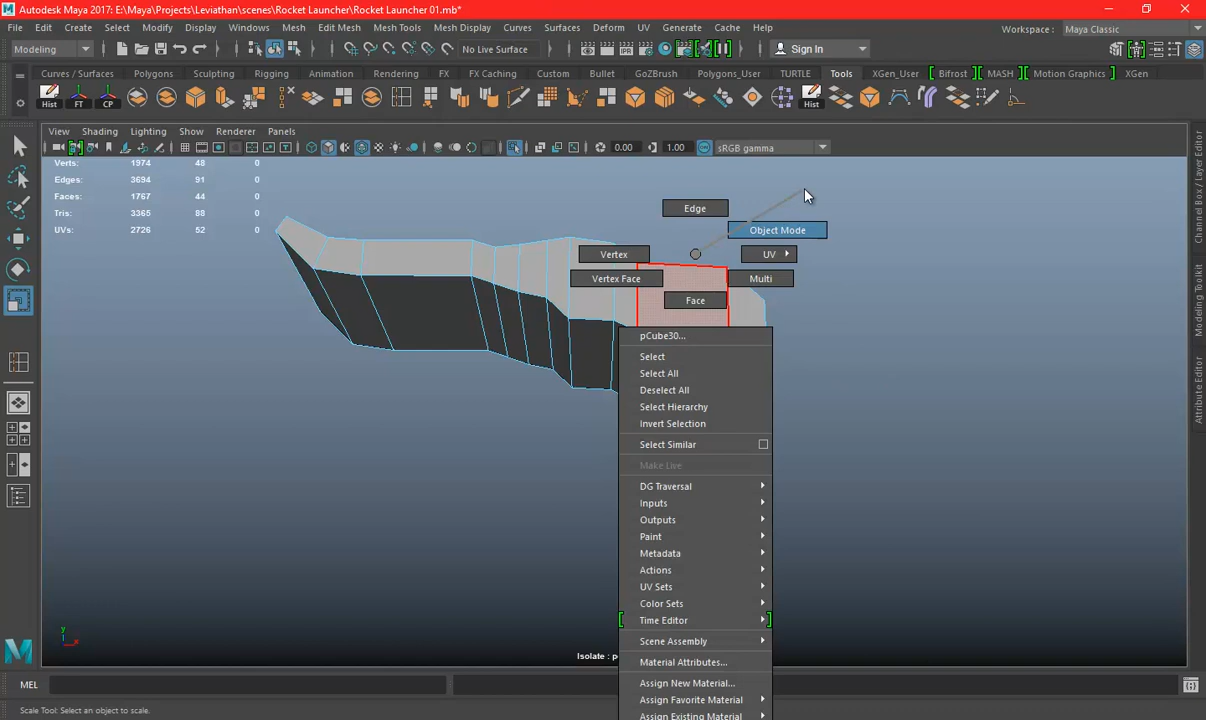 Autodesk Maya 2017: E:\Maya\Projects\Leviathan\scenes\Rocket Launcher\Rocket Launcher 01.mb*
File Edit Create Select Modify Display Windows Mesh Edit Mesh Mesh Tools Mesh Display Curves Surfaces Deform UV Generate Cache Help Workspace : Maya Classic
Modeling No Live Surface Sign In
Curves / Surfaces Polygons Sculpting Rigging Animation Rendering FX FX Caching Custom Bullet GoZBrush Polygons_User TURTLE Tools XGen_User Bifrost MASH Motion Graphics XGen
Hist FT CP Hist
View Shading Lighting Show Renderer Panels
0.00 1.00 sRGB gamma
Verts: 1974 48 0
Edges: 3694 91 0
Faces: 1767 44 0
Tris: 3365 88 0
UVs: 2726 52 0
Edge
Object Mode
Vertex UV
Vertex Face Multi
Face
pCube30...
Select
Select All
Deselect All
Select Hierarchy
Invert Selection
Select Similar
Make Live
DG Traversal
Inputs
Outputs
Paint
Metadata
Actions
UV Sets
Color Sets
Time Editor
Scene Assembly
Material Attributes...
Assign New Material...
Assign Favorite Material
Assign Existing Material
Channel Box / Layer Editor
Modeling Toolkit
Attribute Editor
y
x
Isolate :
MEL
Scale Tool: Select an object to scale.